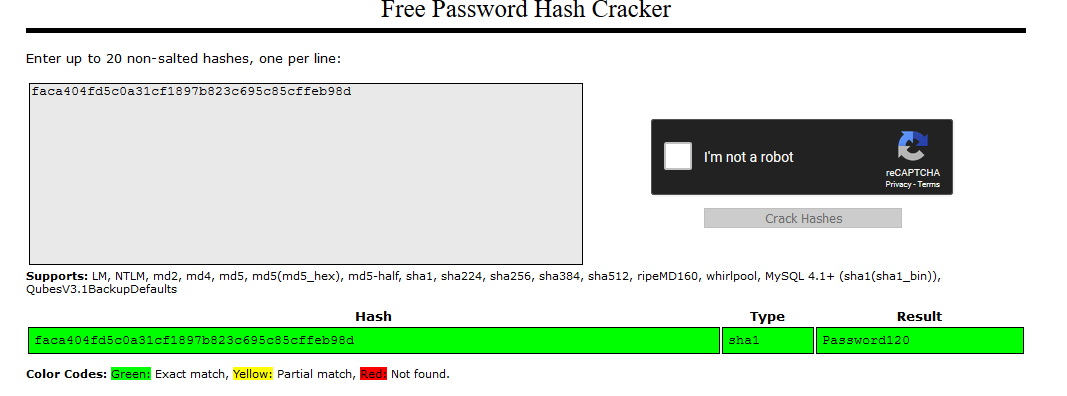 Free Password Hash Cracker
Enter up to 20 non-salted hashes, one per line:
faca404fd5c0a31cf1897b823c695c85cffeb98d
I'm not a robot
reCAPTCHA
Privacy - Terms
Crack Hashes
Supports: LM, NTLM, md2, md4, md5, md5(md5_hex), md5-half, sha1, sha224, sha256, sha384, sha512, ripeMD160, whirlpool, MySQL 4.1+ (sha1(sha1_bin)),
QubesV3.1BackupDefaults
Hash Type Result
faca404fd5c0a31cf1897b823c695c85cffeb98d sha1 Password120
Color Codes: Green: Exact match, Yellow: Partial match, Red: Not found.